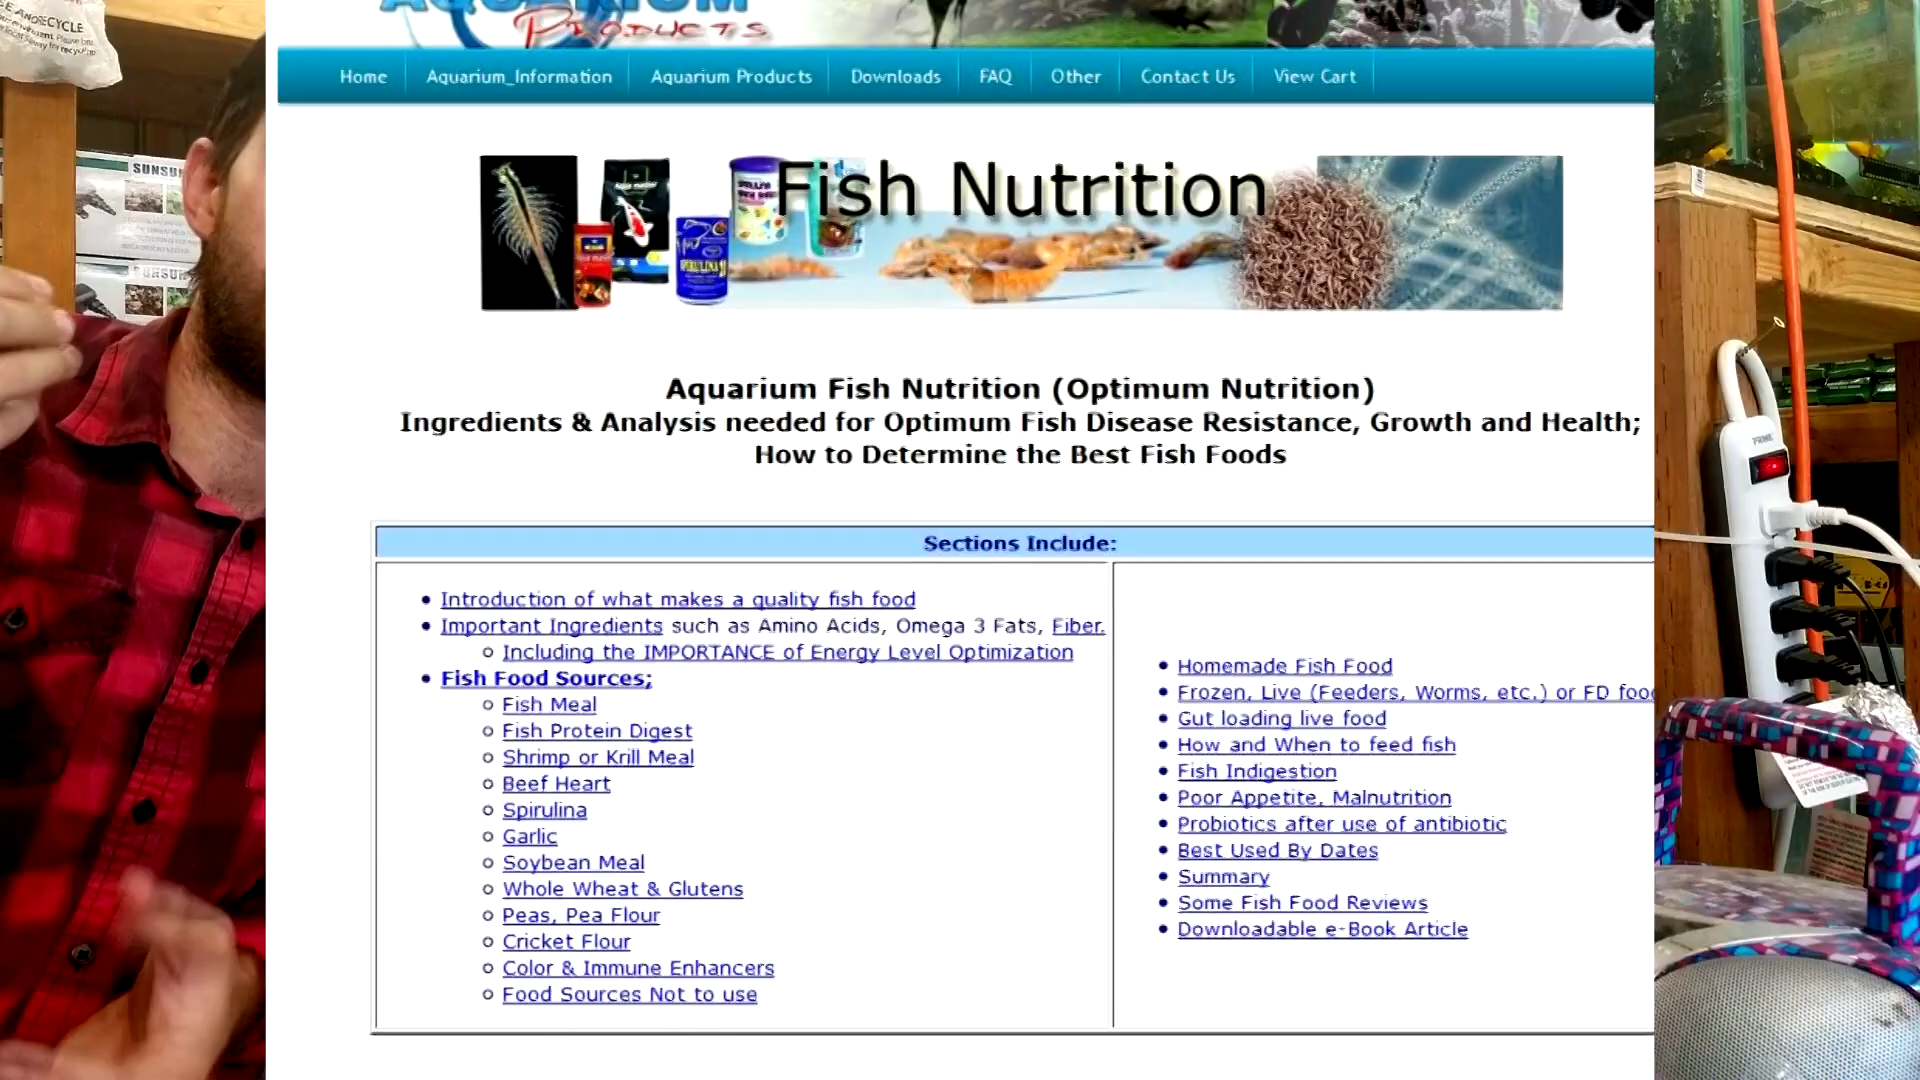 AQUARIUM
PRODUCTS
Home
Aquarium_Information
Aquarium Products
Downloads
FAQ
Other
Contact Us
View Cart
Fish Nutrition
Aquarium Fish Nutrition (Optimum Nutrition)
Ingredients & Analysis needed for Optimum Fish Disease Resistance, Growth and Health;
How to Determine the Best Fish Foods
Sections Include:
Introduction of what makes a quality fish food
Important Ingredients such as Amino Acids, Omega 3 Fats, Fiber.
Including the IMPORTANCE of Energy Level Optimization
Fish Food Sources;
Fish Meal
Fish Protein Digest
Shrimp or Krill Meal
Beef Heart
Spirulina
Garlic
Soybean Meal
Whole Wheat & Glutens
Peas, Pea Flour
Cricket Flour
Color & Immune Enhancers
Food Sources Not to use
Homemade Fish Food
Frozen, Live (Feeders, Worms, etc.) or FD foo
Gut loading live food
How and When to feed fish
Fish Indigestion
Poor Appetite, Malnutrition
Probiotics after use of antibiotic
Best Used By Dates
Summary
Some Fish Food Reviews
Downloadable e-Book Article
SUNSU
SUNSUN
PRIME